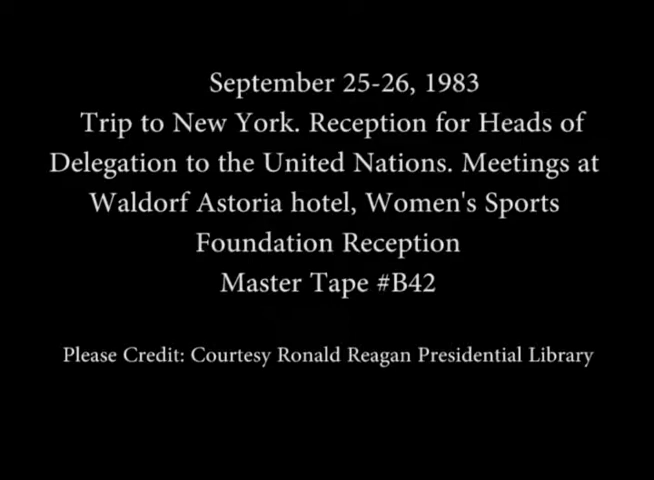 September 25-26, 1983
Trip to New York. Reception for Heads of
Delegation to the United Nations. Meetings at
Waldorf Astoria hotel, Women's Sports
Foundation Reception
Master Tape #B42
Please Credit: Courtesy Ronald Reagan Presidential Library